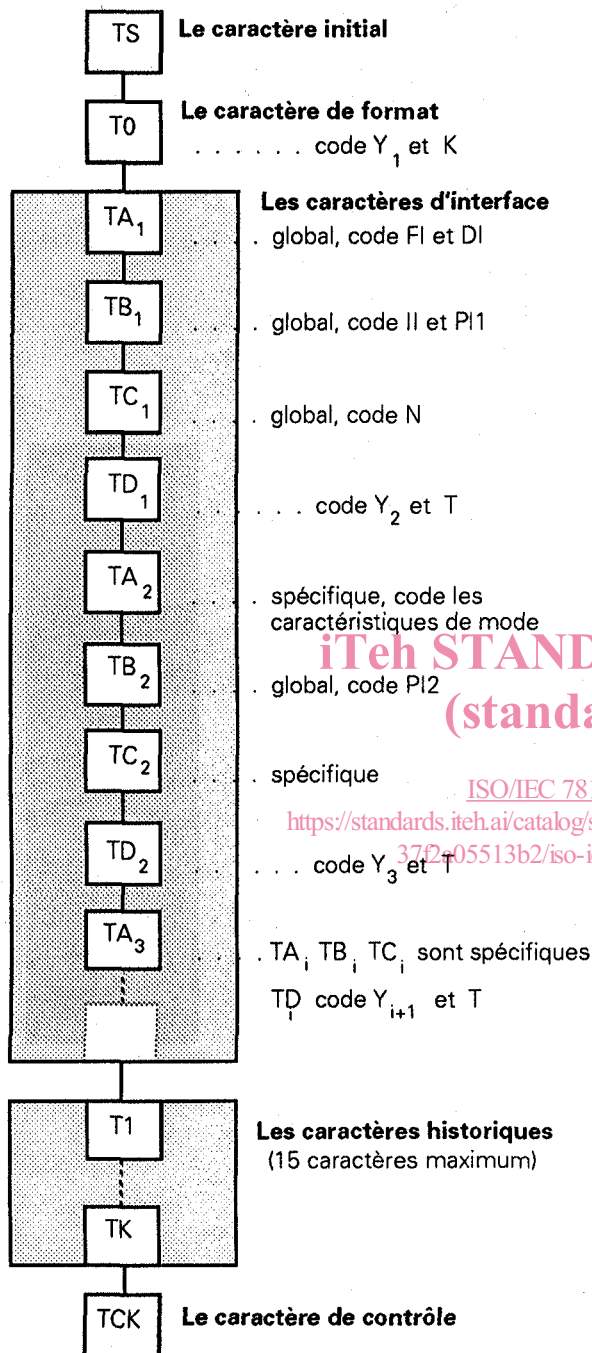 TS Le caractère initial
T0 Le caractère de format
. . . . . . code Y1 et K
Les caractères d'interface
TA1 . . . . global, code FI et DI
TB1 . . . . global, code II et PI1
TC1 . . . . global, code N
TD1 . . . . . . code Y2 et T
TA2 . . . . spécifique, code les
caractéristiques de mode
iTeh STAND
TB2 . . . . global, code PI2
(standa
TC2 . . . . spécifique
ISO/IEC 781
https://standards.iteh.ai/catalog/s
TD2 . . . . . . code Y3 et T
37f2a05513b2/iso-i
TA3 . . . . TAi TBi TCi sont spécifiques
TDi code Yi+1 et T
T1 Les caractères historiques
(15 caractères maximum)
TK
TCK Le caractère de contrôle